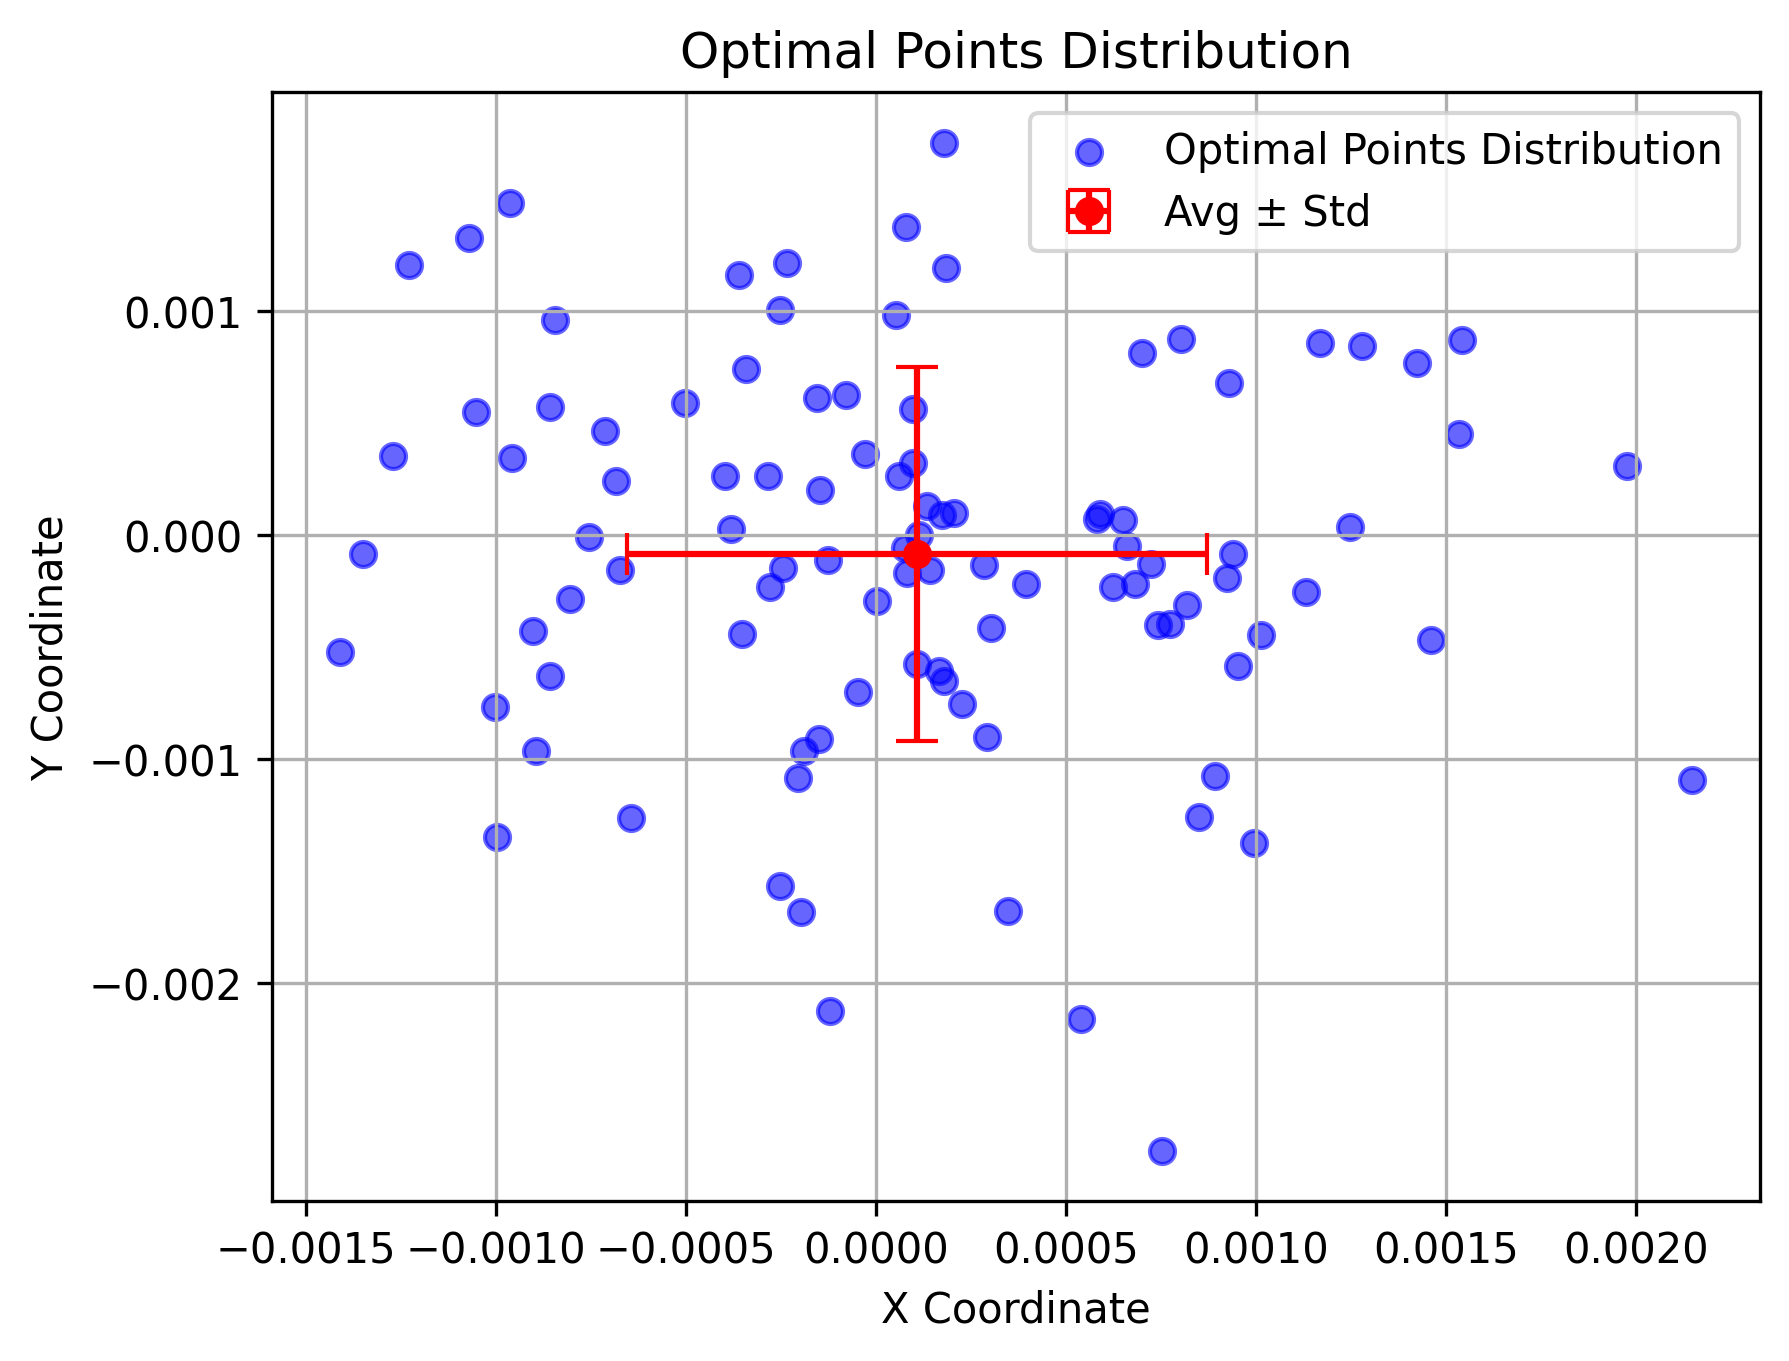 Optimal Points Distribution
Optimal Points Distribution
Avg ± Std
Y Coordinate
0.001
0.000
−0.001
−0.002
−0.0015 −0.0010 −0.0005 0.0000 0.0005 0.0010 0.0015 0.0020
X Coordinate